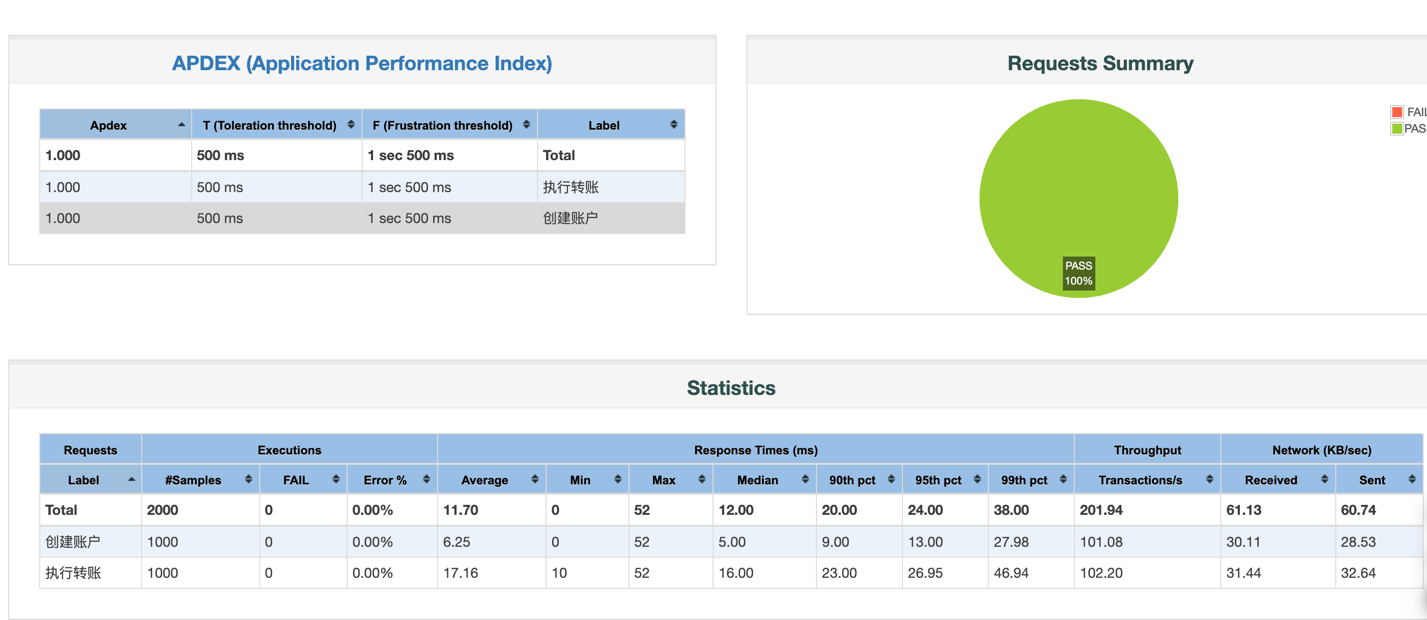 APDEX (Application Performance Index)
Apdex T (Toleration threshold) F (Frustration threshold) Label
1.000 500 ms 1 sec 500 ms Total
1.000 500 ms 1 sec 500 ms 执行转账
1.000 500 ms 1 sec 500 ms 创建账户
Requests Summary
FAIL
PAS
PASS
100%
Statistics
Requests Executions Response Times (ms) Throughput Network (KB/sec)
Label #Samples FAIL Error % Average Min Max Median 90th pct 95th pct 99th pct Transactions/s Received Sent
Total 2000 0 0.00% 11.70 0 52 12.00 20.00 24.00 38.00 201.94 61.13 60.74
创建账户 1000 0 0.00% 6.25 0 52 5.00 9.00 13.00 27.98 101.08 30.11 28.53
执行转账 1000 0 0.00% 17.16 10 52 16.00 23.00 26.95 46.94 102.20 31.44 32.64